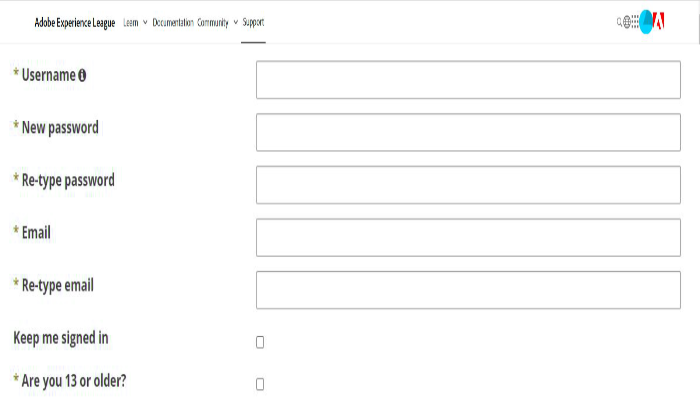 Adobe Experience League Learn Documentation Community Support
* Username
* New password
* Re-type password
* Email
* Re-type email
Keep me signed in
* Are you 13 or older?